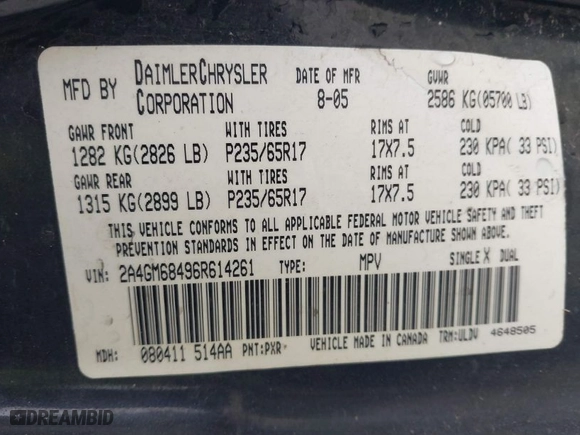 MFD BY DAIMLERCHRYSLER CORPORATION DATE OF MFR 8-05 GVWR 2586 KG(05700 LB)
GAWR FRONT WITH TIRES RIMS AT COLD
1282 KG(2826 LB) P235/65R17 17X7.5 230 KPA( 33 PSI)
GAWR REAR WITH TIRES RIMS AT COLD
1315 KG(2899 LB) P235/65R17 17X7.5 230 KPA( 33 PSI)
THIS VEHICLE CONFORMS TO ALL APPLICABLE FEDERAL MOTOR VEHICLE SAFETY AND THEFT
PREVENTION STANDARDS IN EFFECT ON THE DATE OF MANUFACTURE SHOWN ABOVE.
VIN: 2A4GM68496R614261 TYPE: MPV SINGLE X DUAL
MDH: 080411 514AA PNT:PXR VEHICLE MADE IN CANADA TRM:ULDV 4648505
DREAMBID